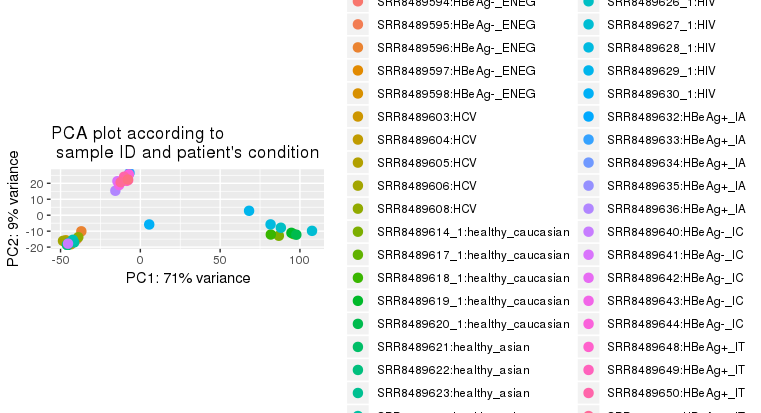 SRR8489594:HBeAg-_ENEG
SRR8489595:HBeAg-_ENEG
SRR8489596:HBeAg-_ENEG
SRR8489597:HBeAg-_ENEG
SRR8489598:HBeAg-_ENEG
SRR8489603:HCV
SRR8489604:HCV
SRR8489605:HCV
SRR8489606:HCV
SRR8489608:HCV
SRR8489614_1:healthy_caucasian
SRR8489617_1:healthy_caucasian
SRR8489618_1:healthy_caucasian
SRR8489619_1:healthy_caucasian
SRR8489620_1:healthy_caucasian
SRR8489621:healthy_asian
SRR8489622:healthy_asian
SRR8489623:healthy_asian
SRR8489626_1:HIV
SRR8489627_1:HIV
SRR8489628_1:HIV
SRR8489629_1:HIV
SRR8489630_1:HIV
SRR8489632:HBeAg+_IA
SRR8489633:HBeAg+_IA
SRR8489634:HBeAg+_IA
SRR8489635:HBeAg+_IA
SRR8489636:HBeAg+_IA
SRR8489640:HBeAg-_IC
SRR8489641:HBeAg-_IC
SRR8489642:HBeAg-_IC
SRR8489643:HBeAg-_IC
SRR8489644:HBeAg-_IC
SRR8489648:HBeAg+_IT
SRR8489649:HBeAg+_IT
SRR8489650:HBeAg+_IT
PCA plot according to
sample ID and patient's condition
PC2: 9% variance
20
10
0
-10
-20
-50
0
50
100
PC1: 71% variance